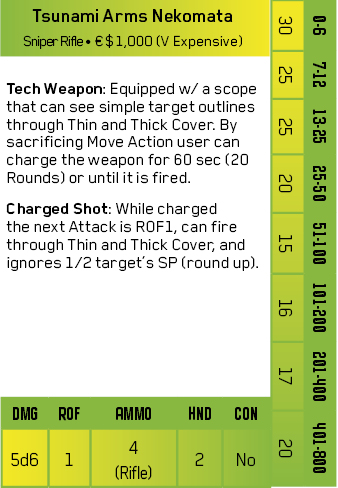 Tsunami Arms Nekomata
Sniper Rifle • €$1,000 (V Expensive)
Tech Weapon: Equipped w/ a scope
that can see simple target outlines
through Thin and Thick Cover. By
sacrificing Move Action user can
charge the weapon for 60 sec (20
Rounds) or until it is fired.
Charged Shot: While charged
the next Attack is ROF1, can fire
through Thin and Thick Cover, and
ignores 1/2 target's SP (round up).
DMG ROF AMMO HND CON
5d6 1 4 2 No
(Rifle)
30 0-6
25 7-12
25 13-25
20 25-50
15 51-100
16 101-200
17 201-400
20 401-800